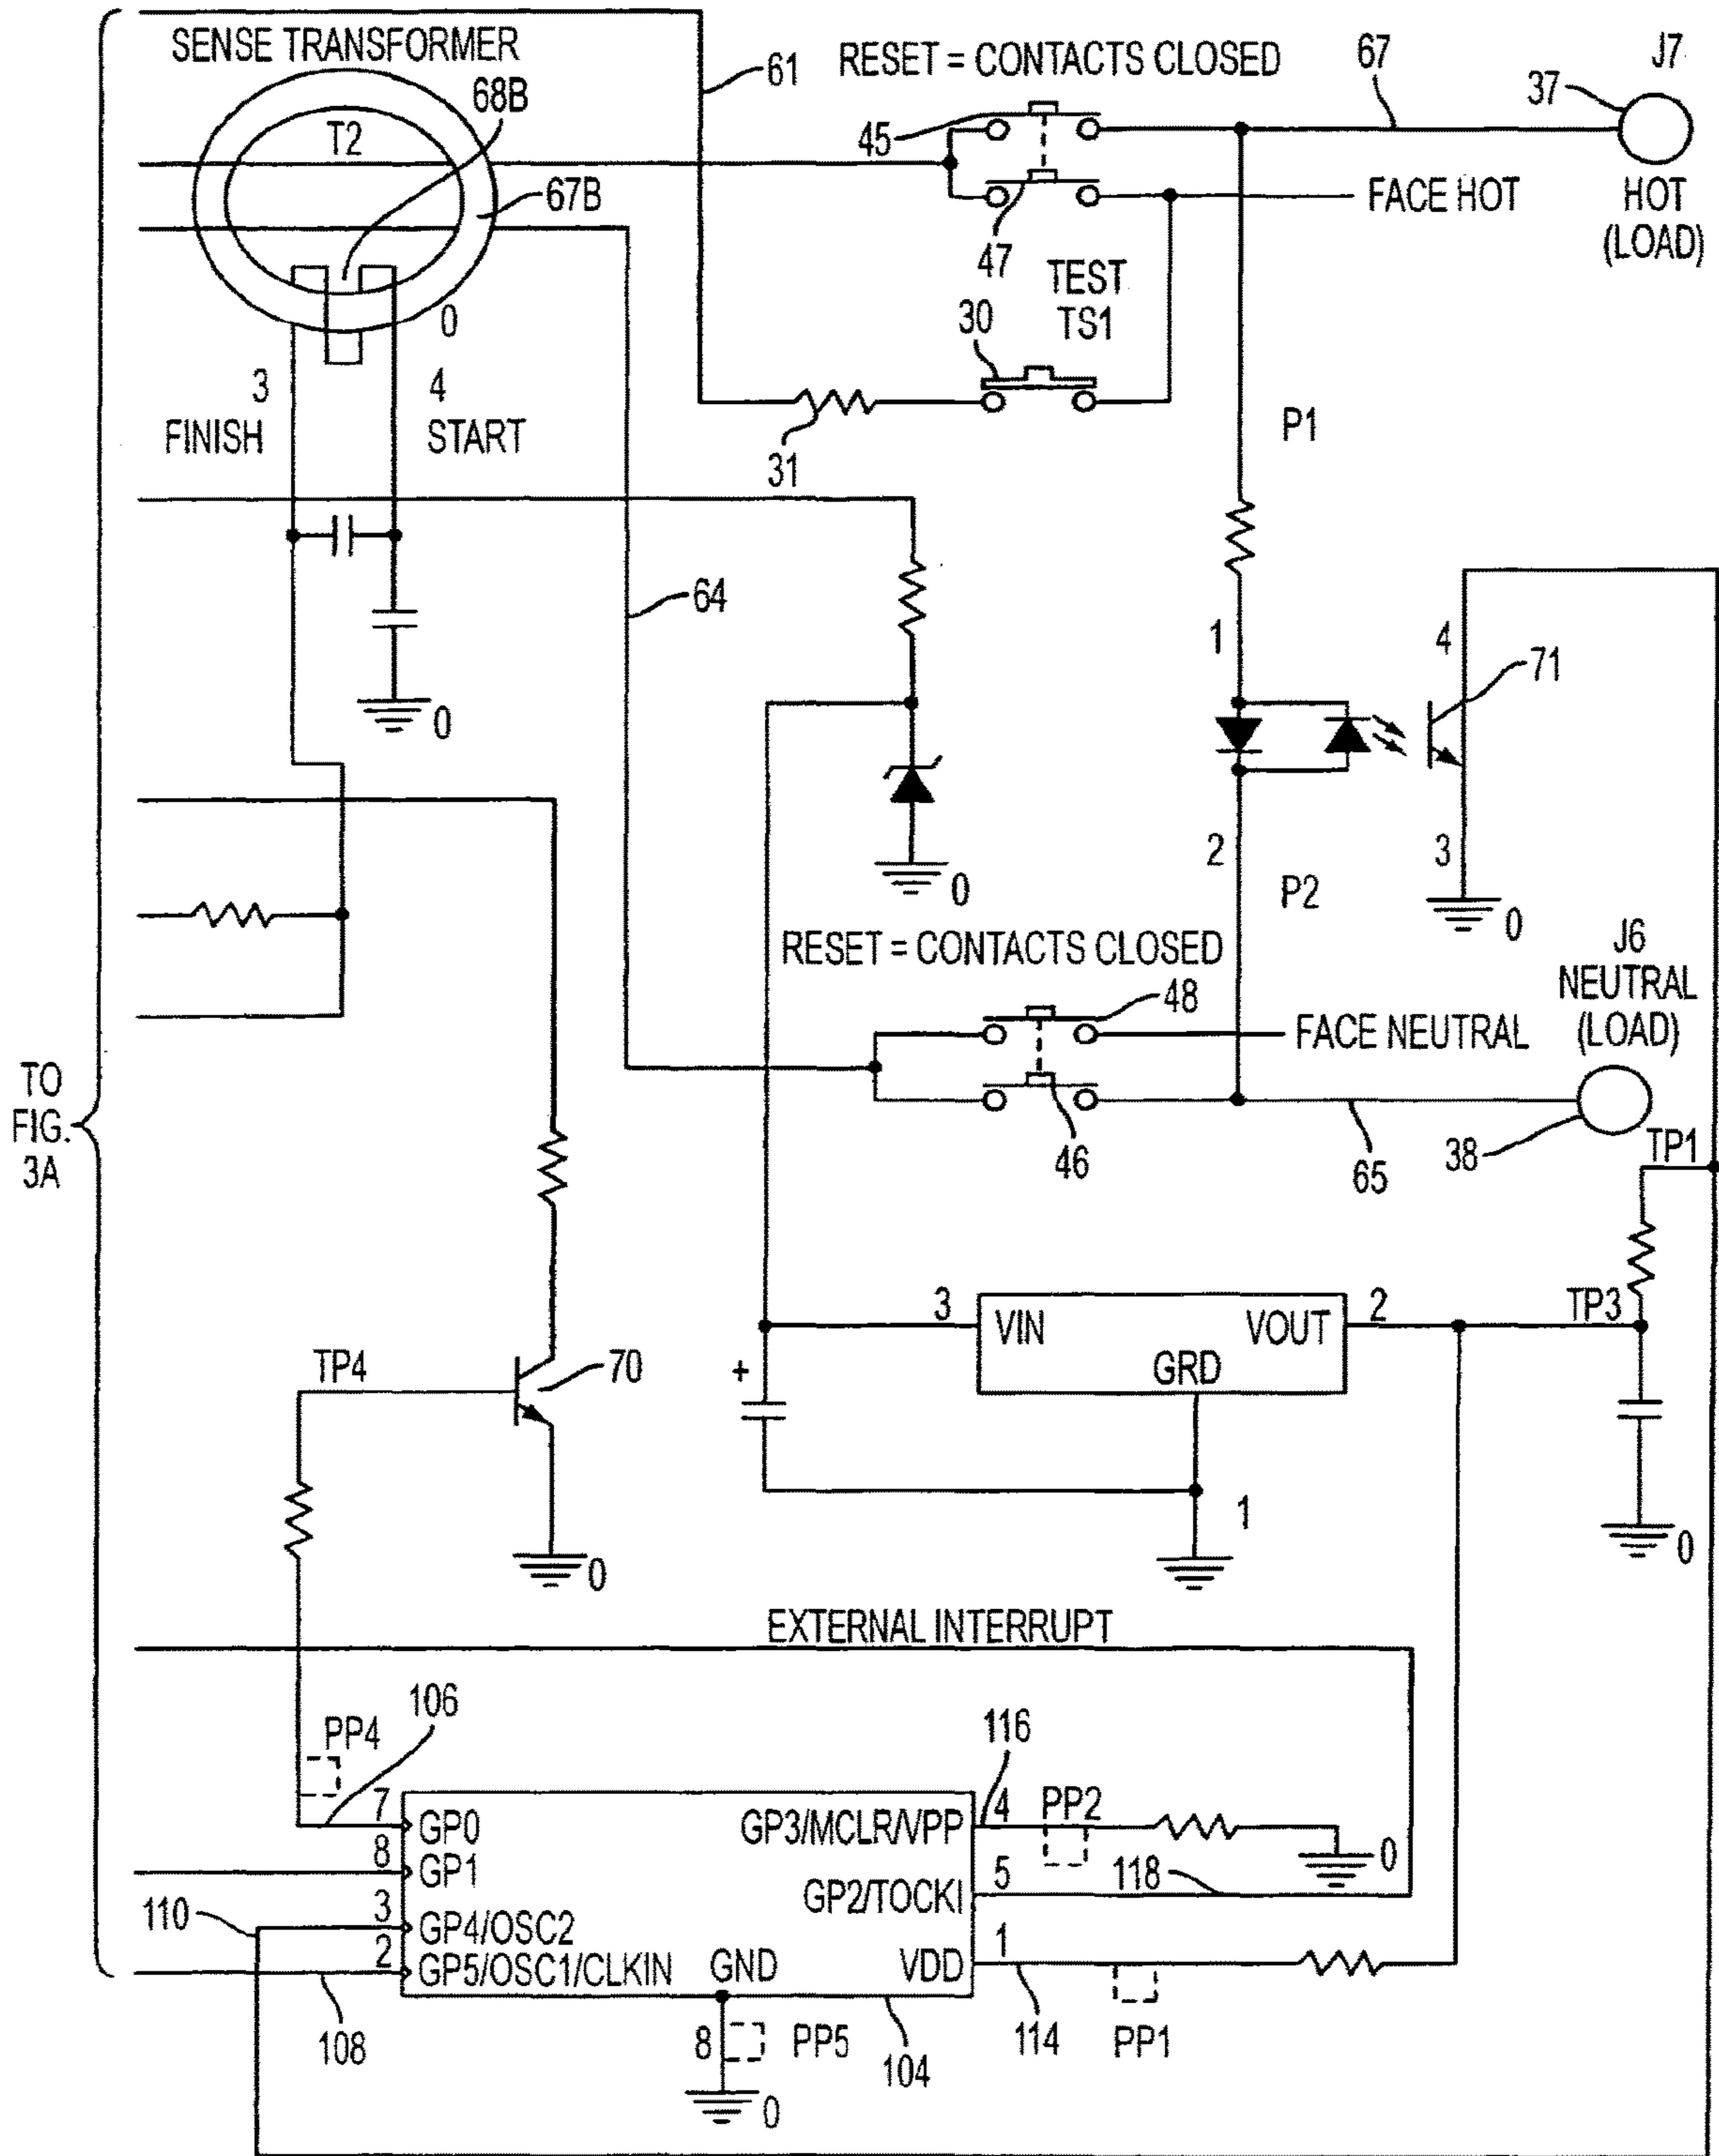 SENSE TRANSFORMER
68B
T2
67B
0
3
4
FINISH
START
61
RESET = CONTACTS CLOSED
67
37
J7
45
FACE HOT
HOT
(LOAD)
47
TEST
TS1
30
31
P1
64
0
1
4
71
2
3
0
P2
0
RESET = CONTACTS CLOSED
48
J6
NEUTRAL
(LOAD)
FACE NEUTRAL
TO
FIG.
3A
46
65
38
TP1
3
VIN
VOUT
2
TP3
GRD
+
TP4
70
1
0
0
EXTERNAL INTERRUPT
106
PP4
116
7
GP0
GP3/MCLR/VPP
4
PP2
0
8
GP1
5
118
GP2/TOCKI
110
3
GP4/OSC2
2
GP5/OSC1/CLKIN
GND
VDD
1
108
8
PP5
104
114
PP1
0